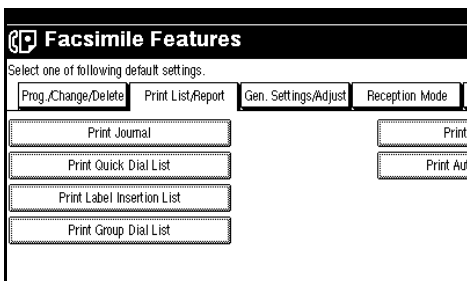 Facsimile Features
Select one of following default settings.
Prog./Change/Delete Print List/Report Gen. Settings/Adjust Reception Mode
Print Journal Print
Print Quick Dial List Print
Print Label Insertion List
Print Group Dial List